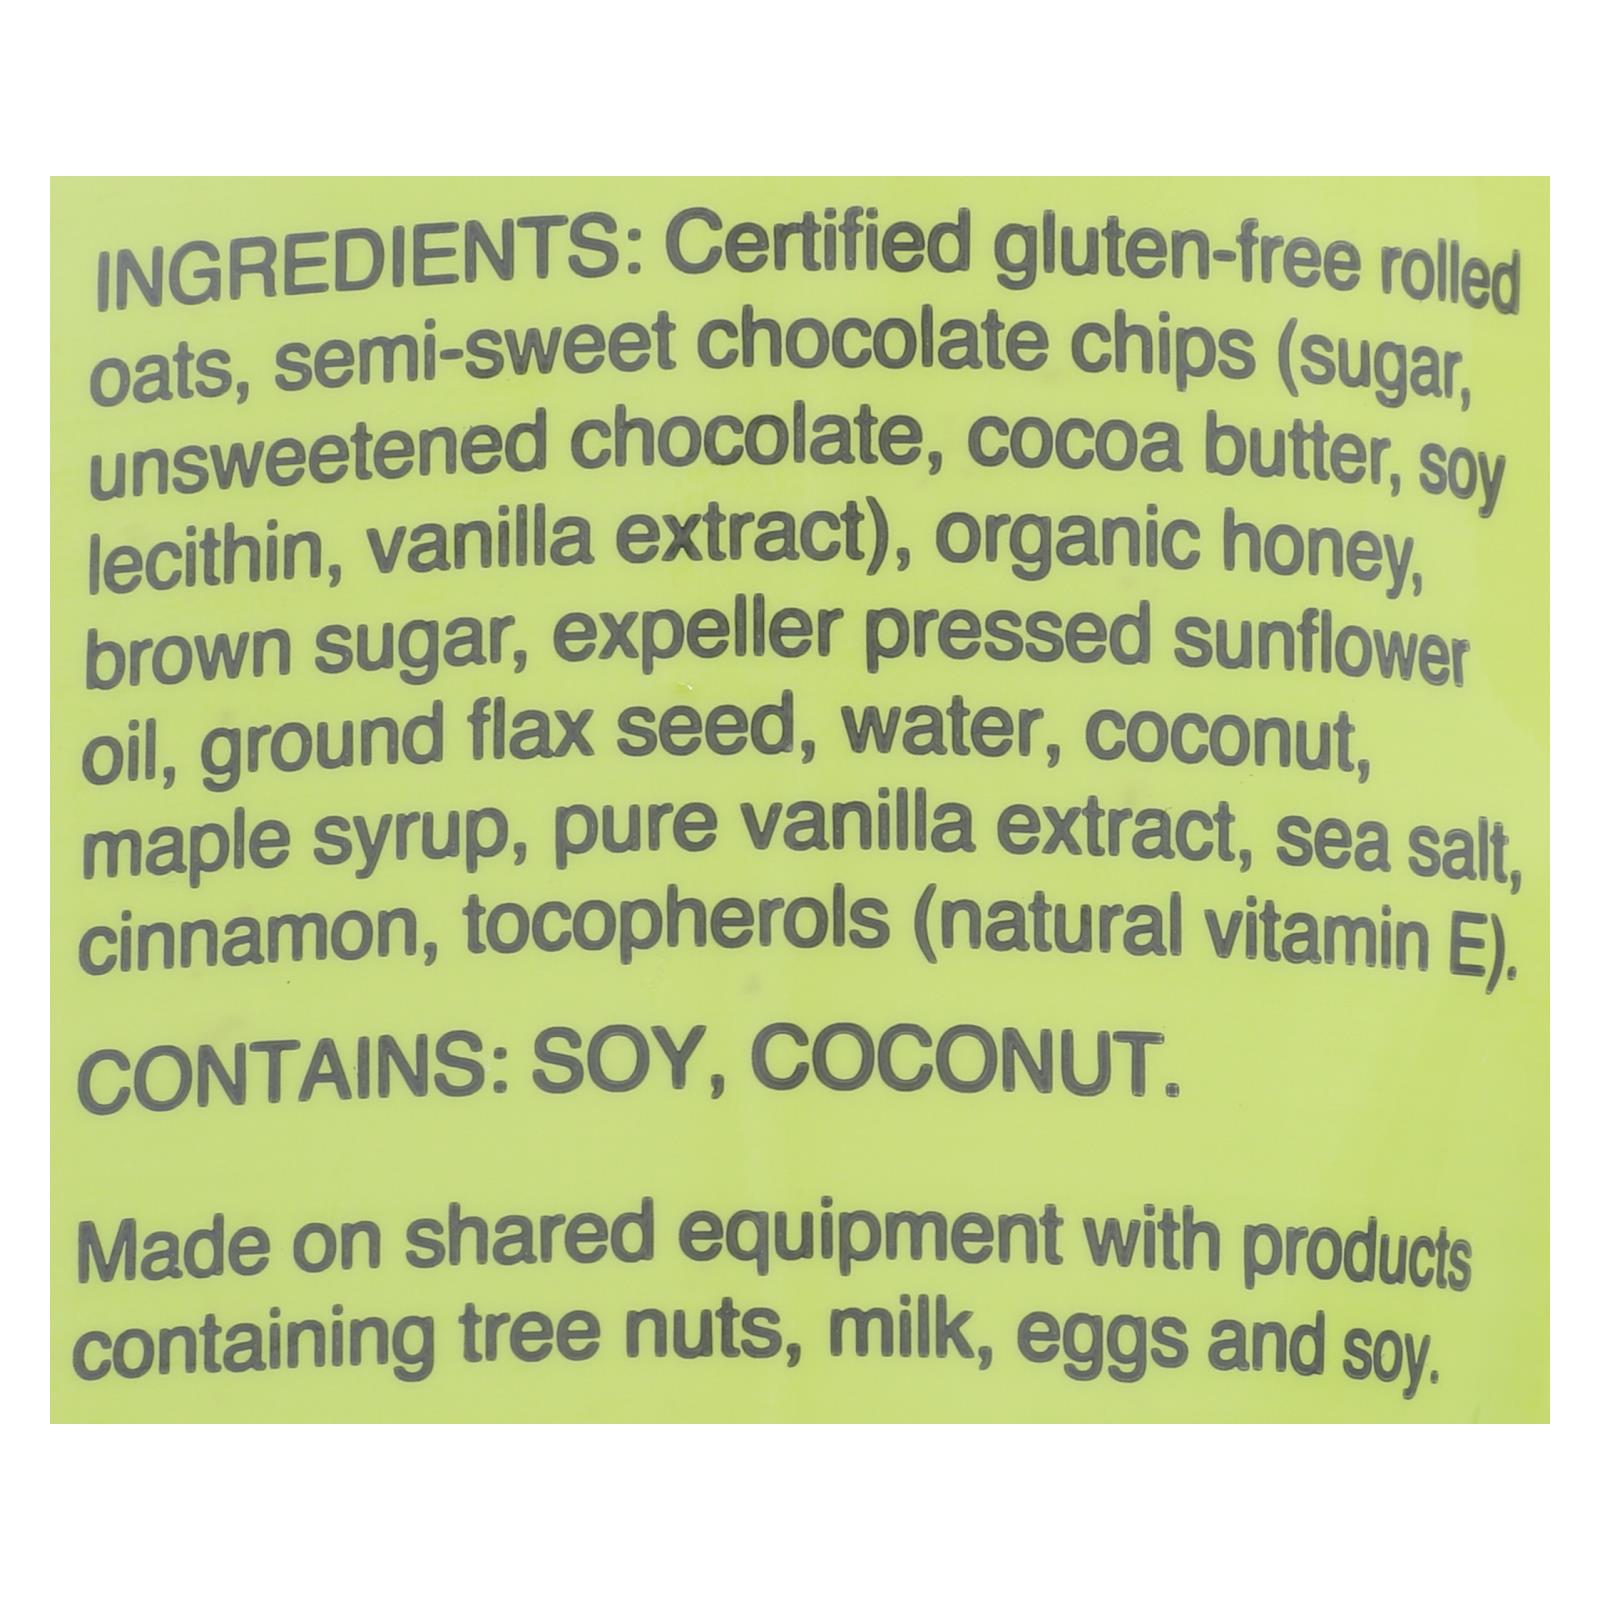 INGREDIENTS: Certified gluten-free rolled
oats, semi-sweet chocolate chips (sugar,
unsweetened chocolate, cocoa butter, soy
lecithin, vanilla extract), organic honey,
brown sugar, expeller pressed sunflower
oil, ground flax seed, water, coconut,
maple syrup, pure vanilla extract, sea salt,
cinnamon, tocopherols (natural vitamin E).
CONTAINS: SOY, COCONUT.
Made on shared equipment with products
containing tree nuts, milk, eggs and soy.